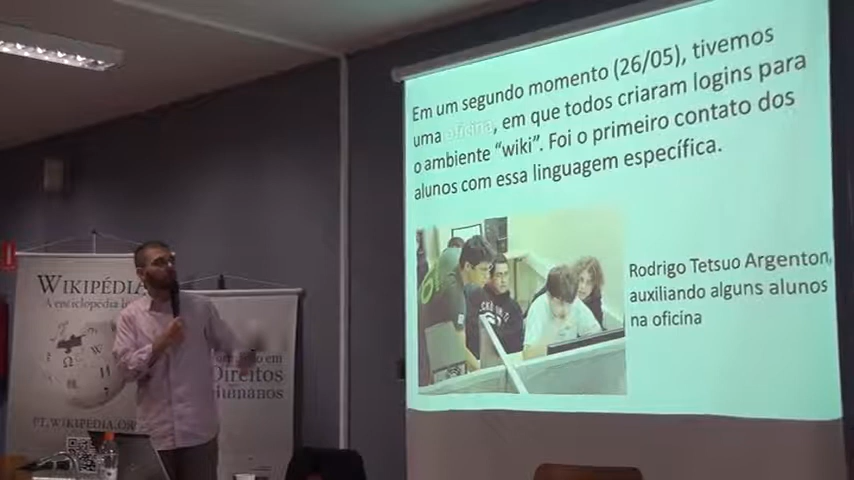 Em um segundo momento (26/05), tivemos
uma oficina, em que todos criaram logins para
o ambiente “wiki”. Foi o primeiro contato dos
alunos com essa linguagem específica.
Rodrigo Tetsuo Argenton,
auxiliando alguns alunos
na oficina
WIKIPÉDIA
A enciclopédia l
PT.WIKIPEDIA.OR
em
Direitos
Humanos